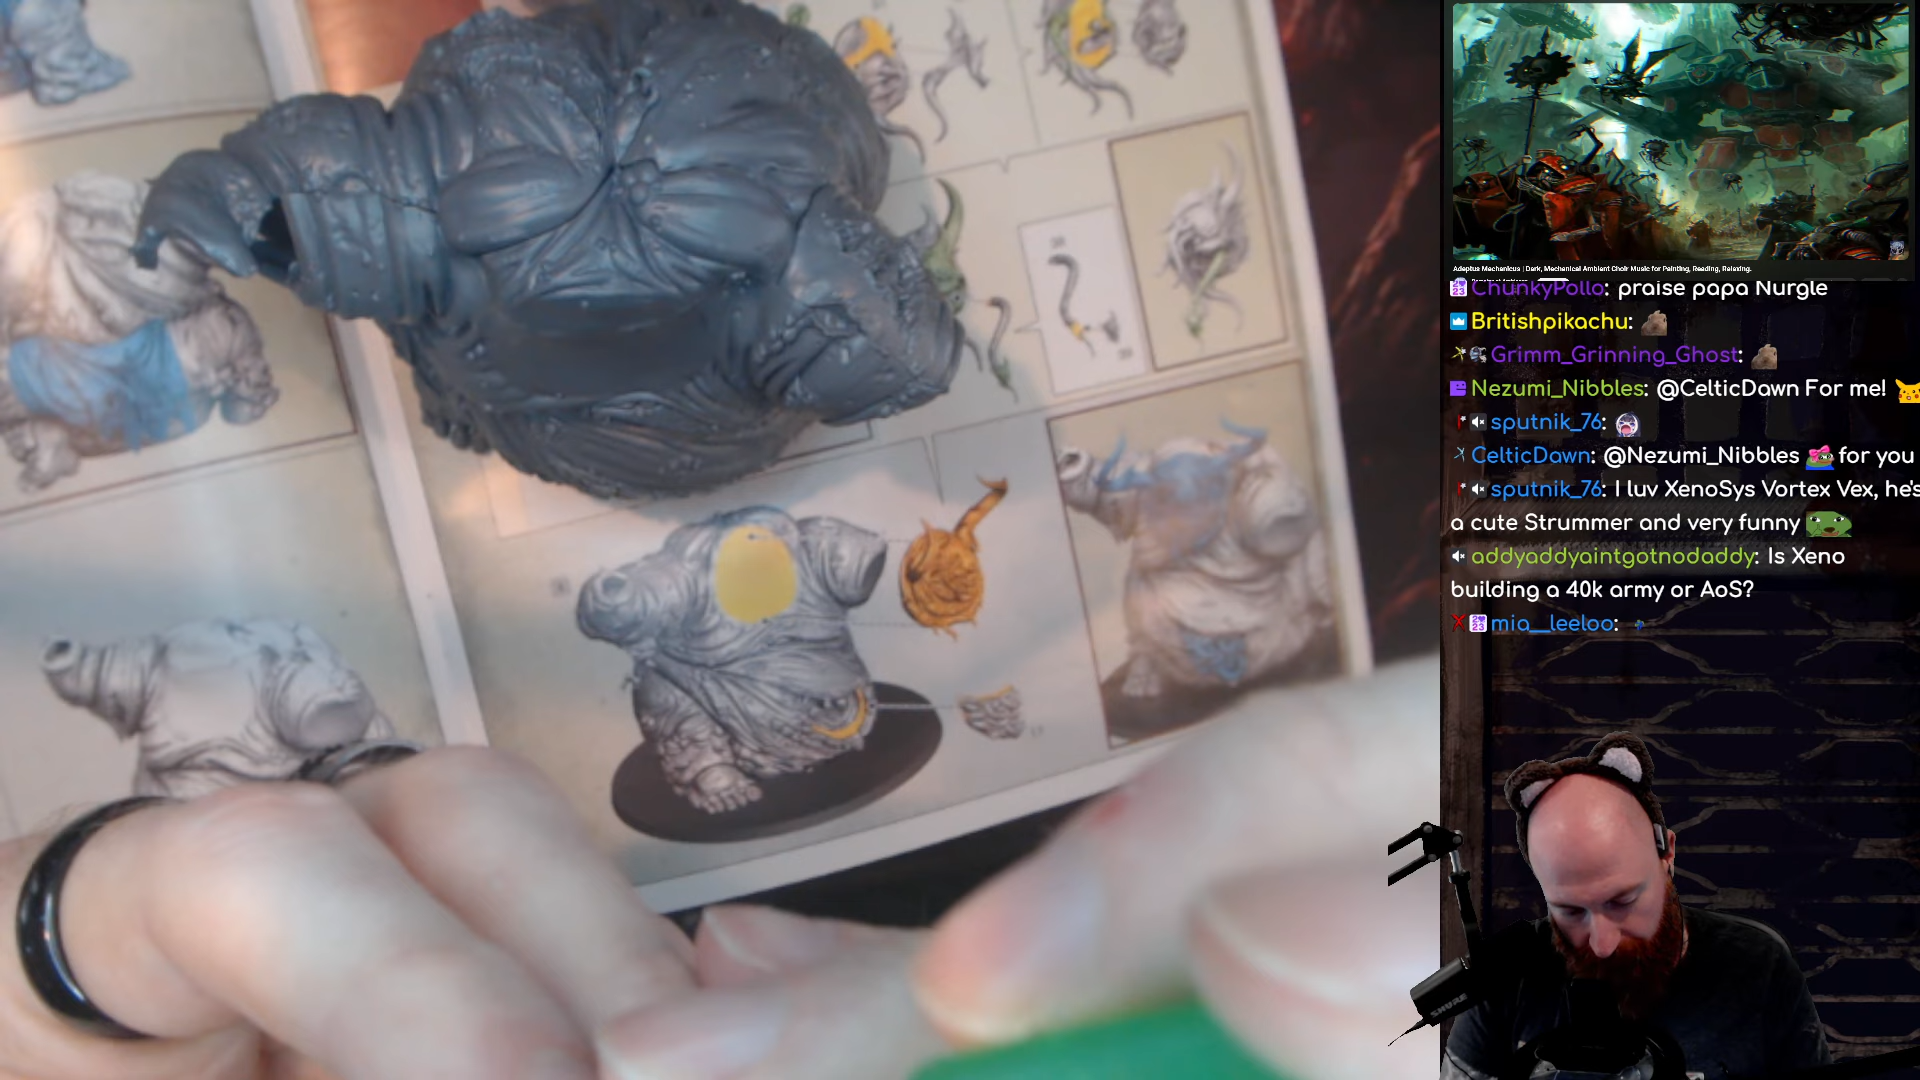 Adeptus Mechanicus | Dark, Mechanical Ambient Choir Music for Painting, Reading, Relaxing.
ChunkyPollo: praise papa Nurgle
Britishpikachu:
Grimm_Grinning_Ghost:
Nezumi_Nibbles: @CelticDawn For me!
sputnik_76:
CelticDawn: @Nezumi_Nibbles for you
sputnik_76: I luv XenoSys Vortex Vex, he's
a cute Strummer and very funny
addyaddyaintgotnodaddy: Is Xeno
building a 40k army or AoS?
mia__leeloo:
SHURE